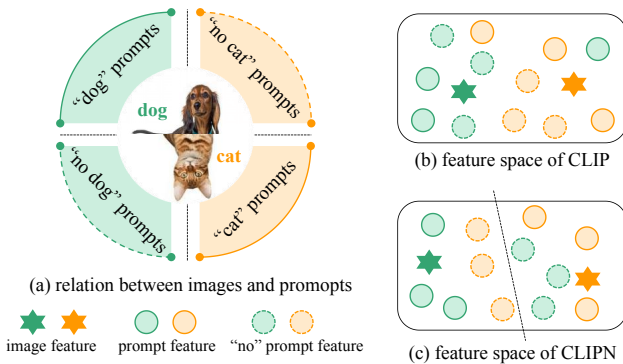 "dog" prompts
"no cat" prompts
dog
cat
"no dog" prompts
"cat" prompts
(a) relation between images and promopts
image feature
prompt feature
"no" prompt feature
(b) feature space of CLIP
(c) feature space of CLIPN